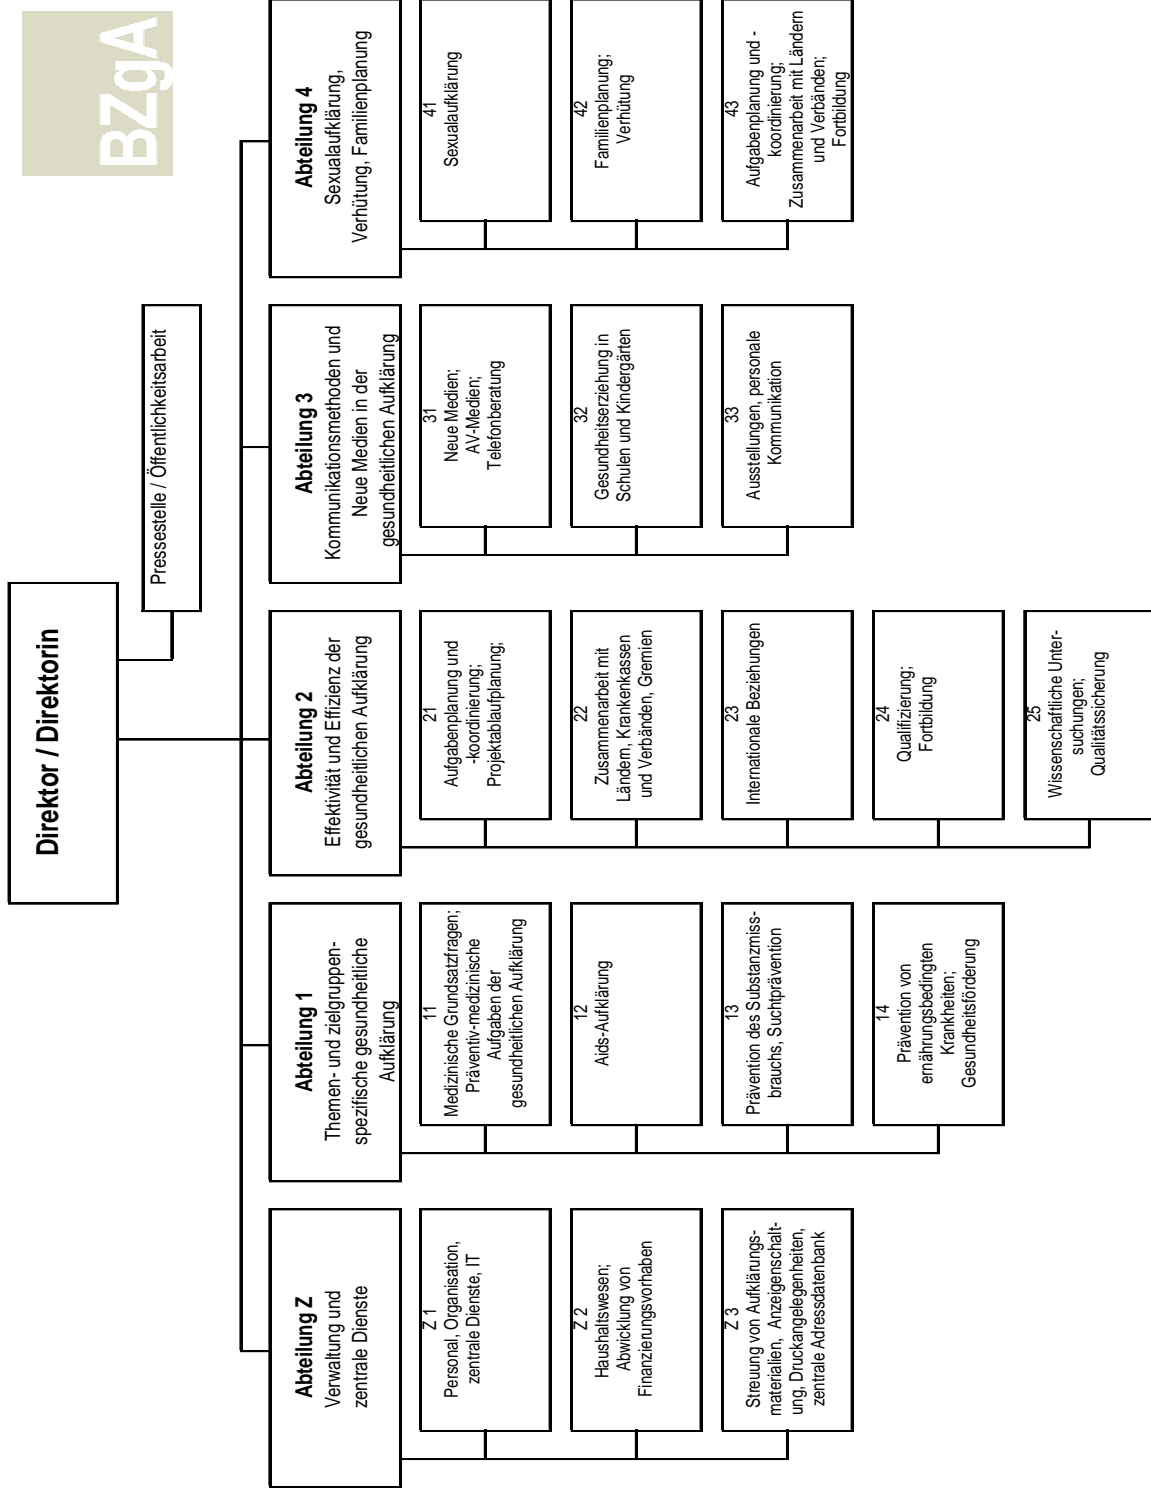 BZgA
Direktor / Direktorin
Pressestelle / Öffentlichkeitsarbeit
Abteilung Z
Verwaltung und
zentrale Dienste
Z 1
Personal, Organisation,
zentrale Dienste, IT
Z 2
Haushaltswesen;
Abwicklung von
Finanzierungsvorhaben
Z 3
Streuung von Aufklärungs-
materialien, Anzeigenschalt-
ung, Druckangelegenheiten,
zentrale Adressdatenbank
Abteilung 1
Themen- und zielgruppen-
spezifische gesundheitliche
Aufklärung
11
Medizinische Grundsatzfragen;
Präventiv-medizinische
Aufgaben der
gesundheitlichen Aufklärung
12
Aids-Aufklärung
13
Prävention des Substanzmiss-
brauchs, Suchtprävention
14
Prävention von
ernährungsbedingten
Krankheiten;
Gesundheitsförderung
Abteilung 2
Effektivität und Effizienz der
gesundheitlichen Aufklärung
21
Aufgabenplanung und
-koordinierung;
Projektablaufplanung;
22
Zusammenarbeit mit
Ländern, Krankenkassen
und Verbänden, Gremien
23
Internationale Beziehungen
24
Qualifizierung;
Fortbildung
25
Wissenschaftliche Unter-
suchungen;
Qualitätssicherung
Abteilung 3
Kommunikationsmethoden und
Neue Medien in der
gesundheitlichen Aufklärung
31
Neue Medien;
AV-Medien;
Telefonberatung
32
Gesundheitserziehung in
Schulen und Kindergärten
33
Ausstellungen, personale
Kommunikation
Abteilung 4
Sexualaufklärung,
Verhütung, Familienplanung
41
Sexualaufklärung
42
Familienplanung;
Verhütung
43
Aufgabenplanung und -
koordinierung;
Zusammenarbeit mit Ländern
und Verbänden;
Fortbildung